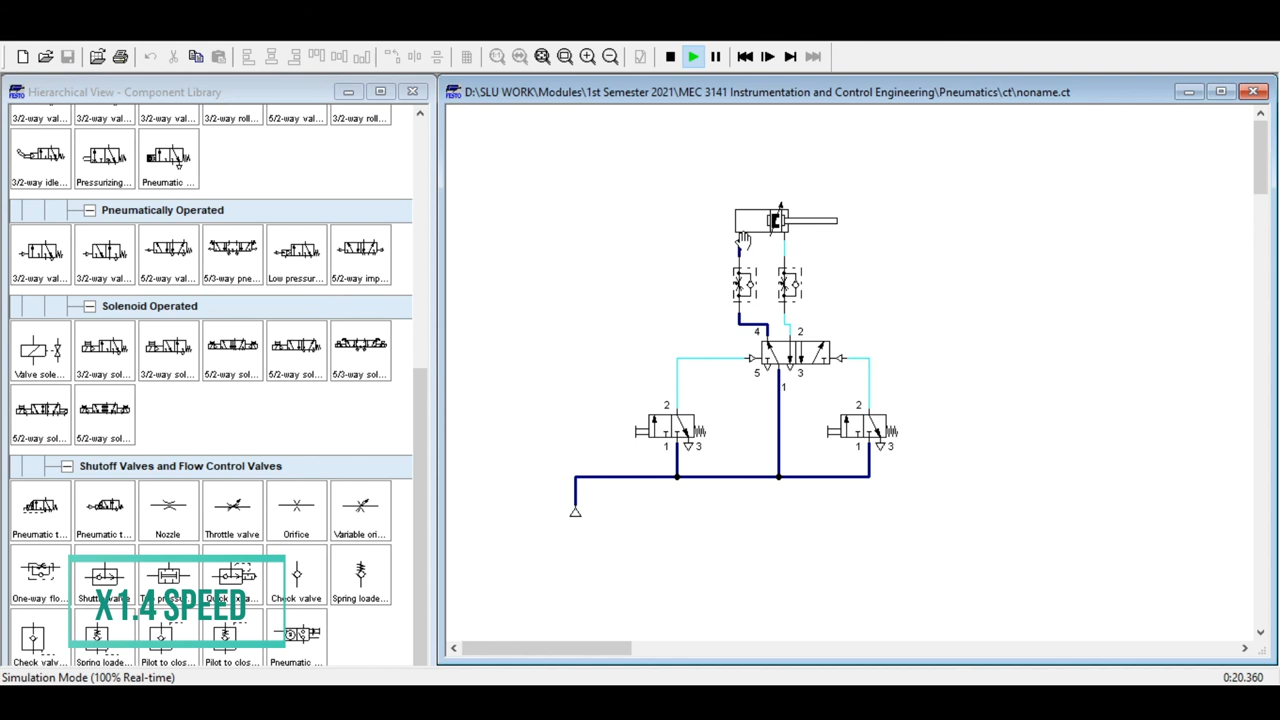 FESTO Hierarchical View - Component Library
3/2-way val... 3/2-way val... 3/2-way val... 3/2-way roll... 5/2-way val... 3/2-way roll...
3/2-way idle... Pressurizing... Pneumatic ...
Pneumatically Operated
3/2-way val... 3/2-way val... 5/2-way val... 5/3-way pne... Low pressur... 5/2-way imp...
Solenoid Operated
Valve sole... 3/2-way sol... 3/2-way sol... 5/2-way sol... 5/2-way sol... 5/3-way sol...
5/2-way sol... 5/2-way sol...
Shutoff Valves and Flow Control Valves
Pneumatic t... Pneumatic t... Nozzle Throttle valve Orifice Variable ori...
One-way flo... Check valve Spring loade...
X1.4 SPEED
Check valv... Spring loade... Pilot to clos... Pilot to clos... Pneumatic ...
FESTO D:\SLU WORK\Modules\1st Semester 2021\MEC 3141 Instrumentation and Control Engineering\Pneumatics\ct\noname.ct
4 2
5 3
1
2 2
1 3 1 3
Simulation Mode (100% Real-time) 0:20.360